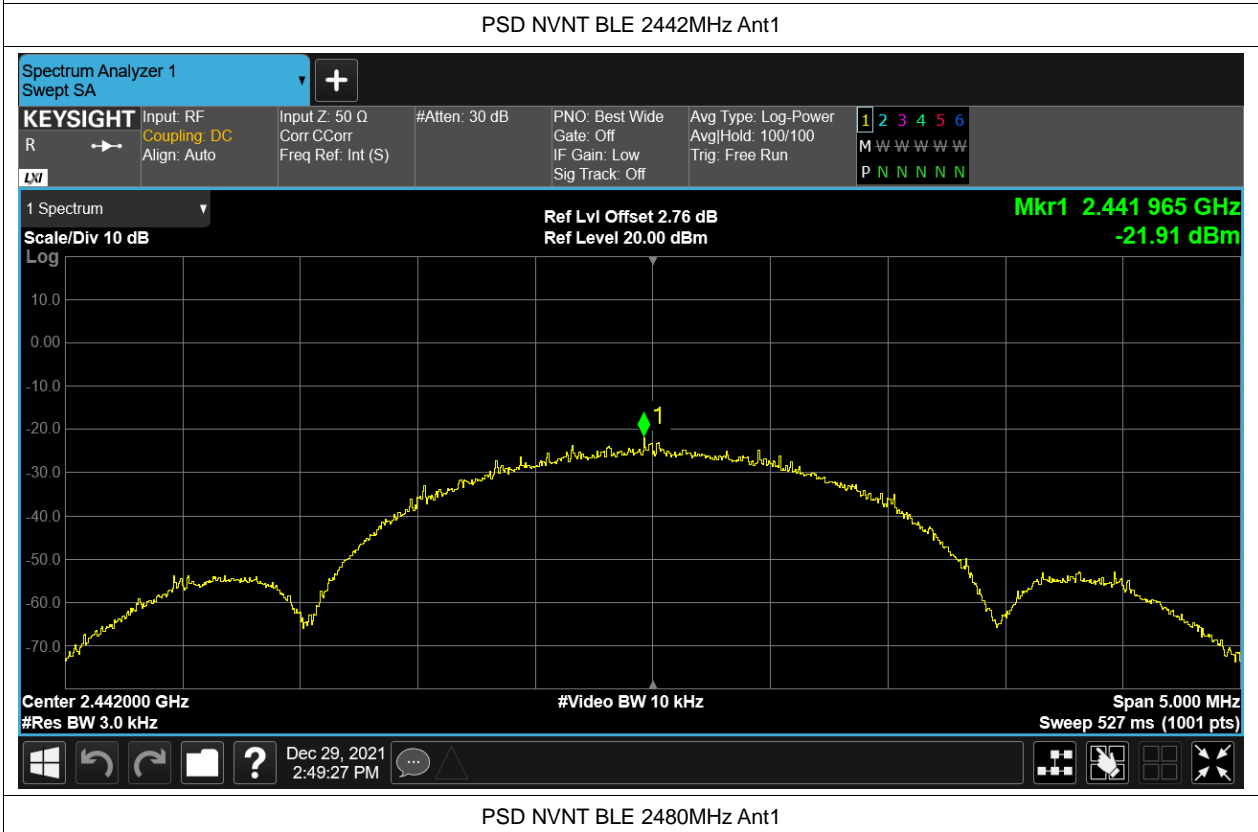 PSD NVNT BLE 2442MHz Ant1
Spectrum Analyzer 1
Swept SA
KEYSIGHT
R
LXI
Input: RF
Coupling: DC
Align: Auto
Input Z: 50 Ω
Corr CCorr
Freq Ref: Int (S)
#Atten: 30 dB
PNO: Best Wide
Gate: Off
IF Gain: Low
Sig Track: Off
Avg Type: Log-Power
Avg|Hold: 100/100
Trig: Free Run
1 2 3 4 5 6
M W W W W W
P N N N N N
1 Spectrum
Scale/Div 10 dB
Ref Lvl Offset 2.76 dB
Ref Level 20.00 dBm
Mkr1 2.441 965 GHz
-21.91 dBm
Log
10.0
0.00
-10.0
1
-20.0
-30.0
-40.0
-50.0
-60.0
-70.0
Center 2.442000 GHz
#Res BW 3.0 kHz
#Video BW 10 kHz
Span 5.000 MHz
Sweep 527 ms (1001 pts)
?
Dec 29, 2021
2:49:27 PM
PSD NVNT BLE 2480MHz Ant1